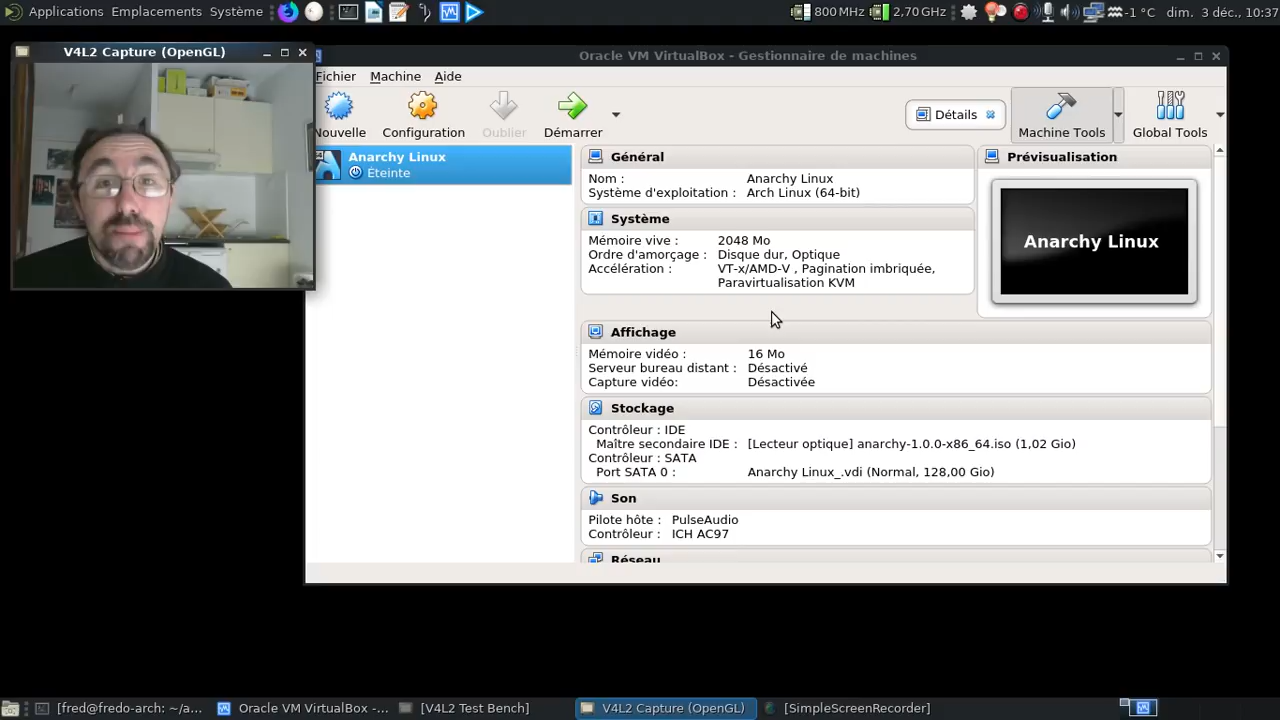 Applications Emplacements Système
800 MHz 2,70 GHz -1 °C dim. 3 déc., 10:37
V4L2 Capture (OpenGL)
Oracle VM VirtualBox - Gestionnaire de machines
Fichier Machine Aide
Nouvelle Configuration Oublier Démarrer
Détails Machine Tools Global Tools
Anarchy Linux
Éteinte
Général
Nom : Anarchy Linux
Système d'exploitation : Arch Linux (64-bit)
Système
Mémoire vive : 2048 Mo
Ordre d'amorçage : Disque dur, Optique
Accélération : VT-x/AMD-V , Pagination imbriquée,
Paravirtualisation KVM
Prévisualisation
Anarchy Linux
Affichage
Mémoire vidéo : 16 Mo
Serveur bureau distant : Désactivé
Capture vidéo: Désactivée
Stockage
Contrôleur : IDE
Maître secondaire IDE : [Lecteur optique] anarchy-1.0.0-x86_64.iso (1,02 Gio)
Contrôleur : SATA
Port SATA 0 : Anarchy Linux_.vdi (Normal, 128,00 Gio)
Son
Pilote hôte : PulseAudio
Contrôleur : ICH AC97
Réseau
[fred@fredo-arch: ~/a... Oracle VM VirtualBox -... [V4L2 Test Bench] V4L2 Capture (OpenGL) [SimpleScreenRecorder]